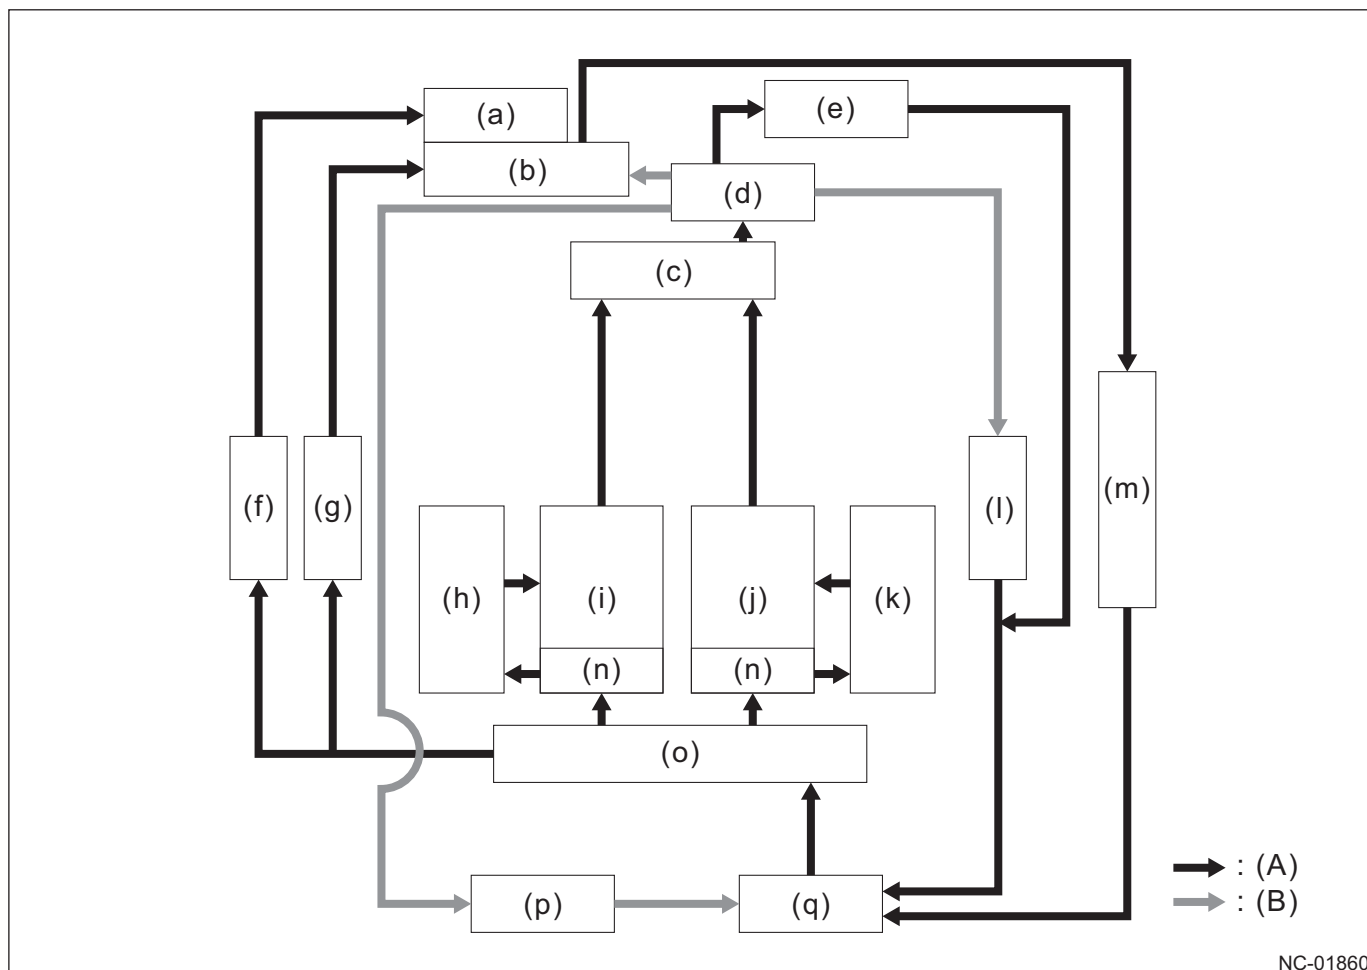 (a)
(e)
(b)
(d)
(c)
(m)
(f)
(g)
(l)
(h)
(i)
(j)
(k)
(n)
(n)
(o)
: (A)
(p)
(q)
: (B)
NC-01860